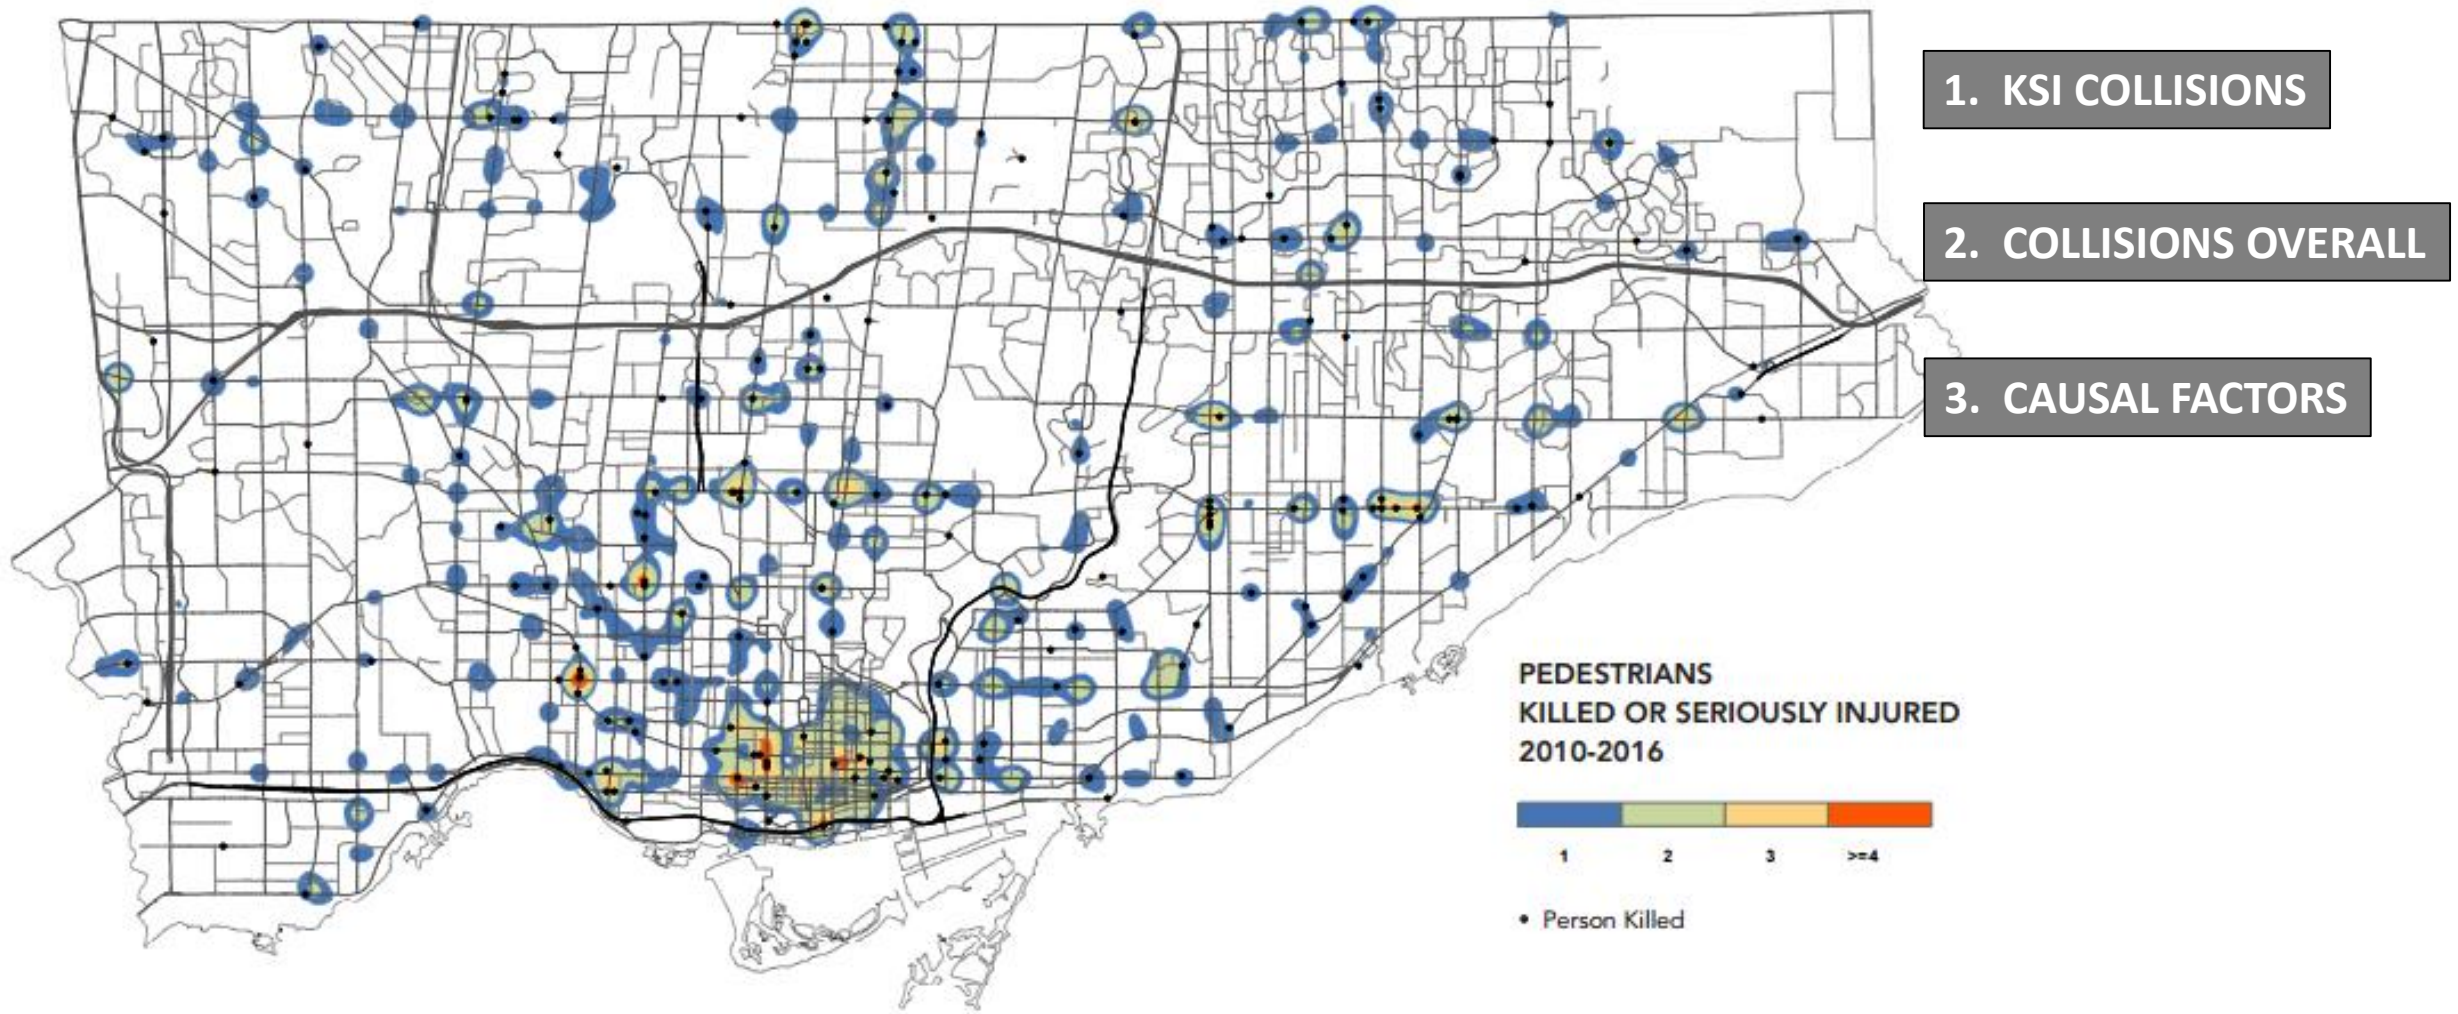 1. KSI COLLISIONS
2. COLLISIONS OVERALL
3. CAUSAL FACTORS
PEDESTRIANS
KILLED OR SERIOUSLY INJURED
2010-2016
1 2 3 >=4
• Person Killed